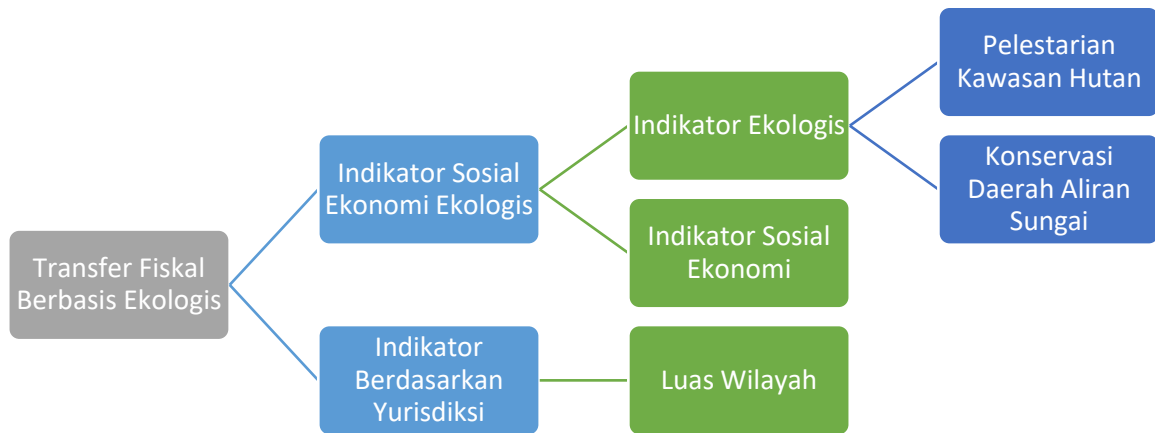 Transfer Fiskal
Berbasis Ekologis
Indikator Sosial
Ekonomi Ekologis
Indikator Ekologis
Pelestarian
Kawasan Hutan
Konservasi
Daerah Aliran
Sungai
Indikator Sosial
Ekonomi
Indikator
Berdasarkan
Yurisdiksi
Luas Wilayah